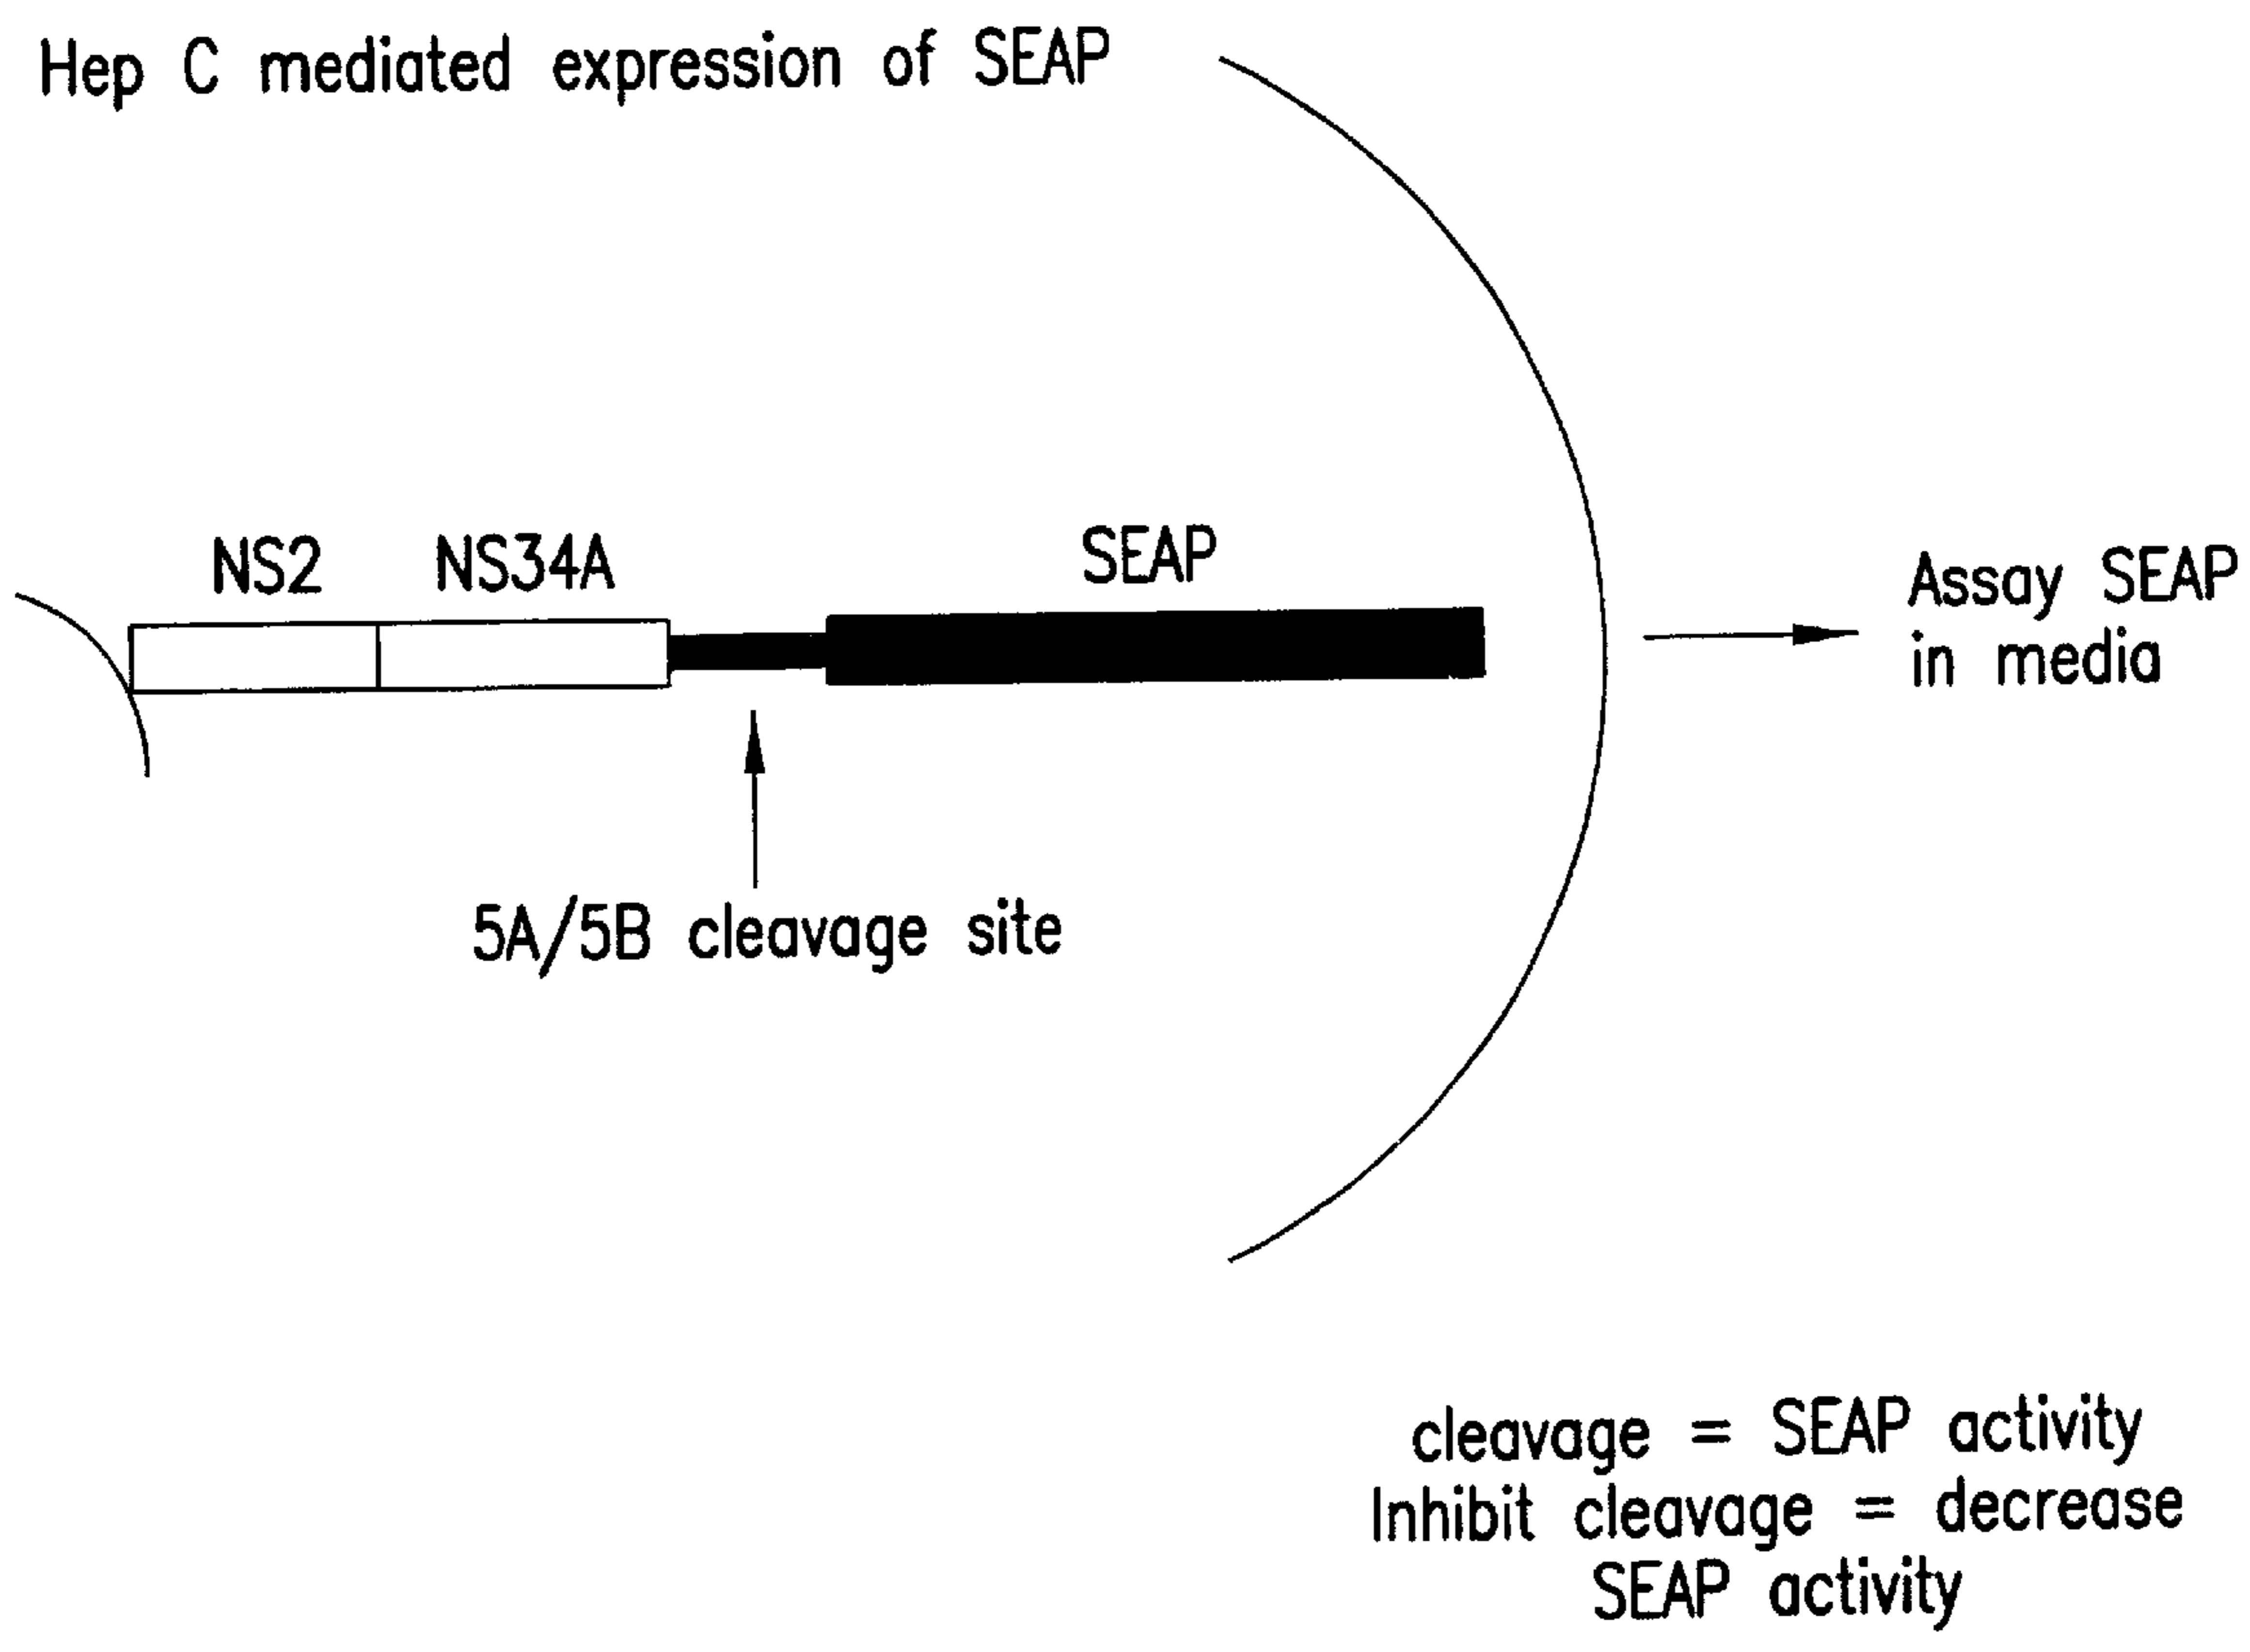 Hep C mediated expression of SEAP
NS2
NS34A
SEAP
Assay SEAP
in media
5A/5B cleavage site
cleavage = SEAP activity
Inhibit cleavage = decrease
SEAP activity